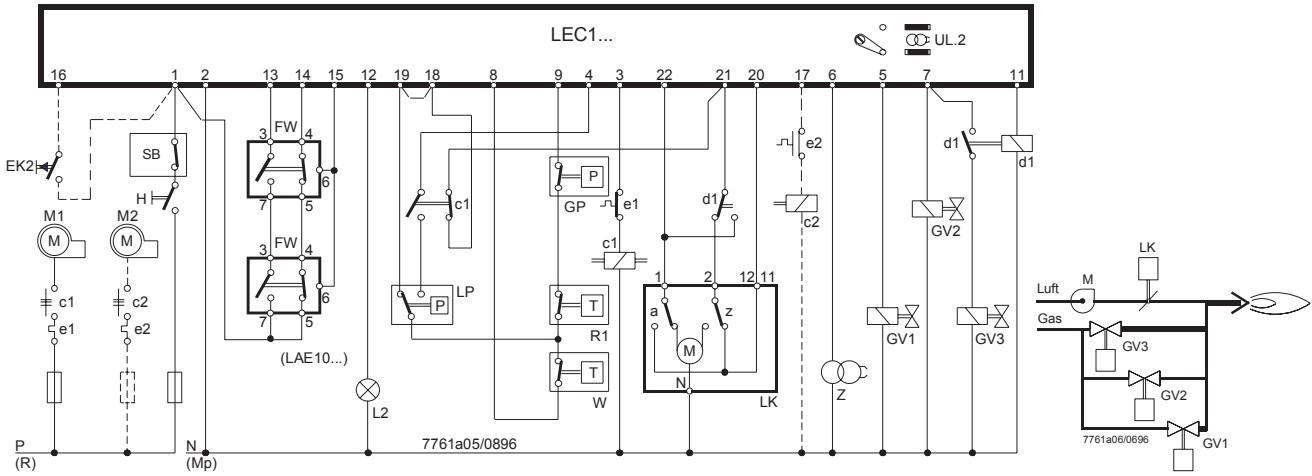 LEC1...
UL.2
16 1 2 13 14 15 12 19 18 8 9 4 3 22 21 20 17 6 5 7 11
EK2
SB
H
M1
M
M2
M
c1
c2
e1
e2
FW
3 4
6
7 5
FW
3 4
6
7 5
(LAE10...)
L2
c1
LP
P
GP
P
R1
T
W
T
e1
c1
d1
1 2 12 11
a
z
M
N
LK
e2
c2
Z
GV1
GV2
d1
d1
GV3
P
(R)
N
(Mp)
7761a05/0896
LK
Luft
M
Gas
GV3
GV2
GV1
7761a06/0696